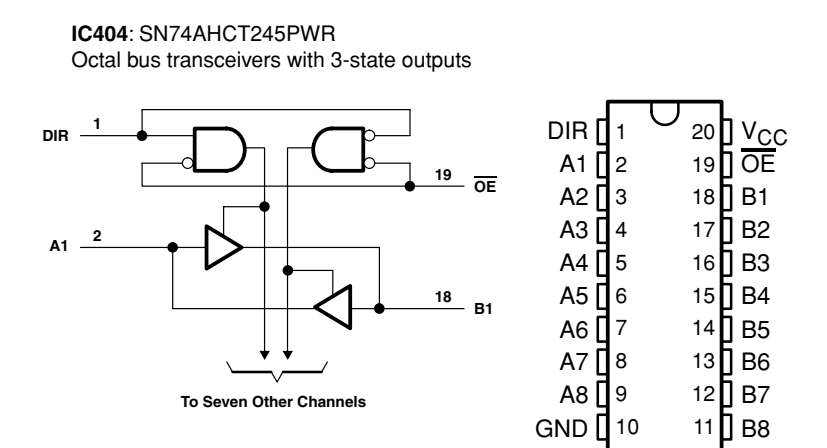 IC404: SN74AHCT245PWR
Octal bus transceivers with 3-state outputs
DIR 1
19 OE
A1 2
18 B1
To Seven Other Channels
DIR 1 20 VCC
A1 2 19 OE
A2 3 18 B1
A3 4 17 B2
A4 5 16 B3
A5 6 15 B4
A6 7 14 B5
A7 8 13 B6
A8 9 12 B7
GND 10 11 B8